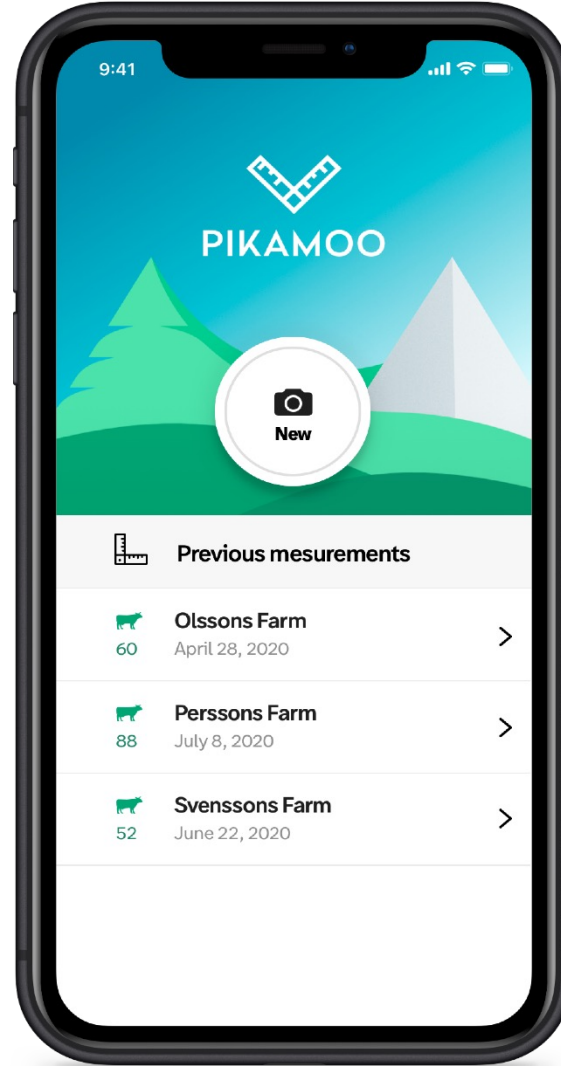 9:41
PIKAMOO
New
Previous mesurements
Olssons Farm
60 April 28, 2020
Perssons Farm
88 July 8, 2020
Svenssons Farm
52 June 22, 2020